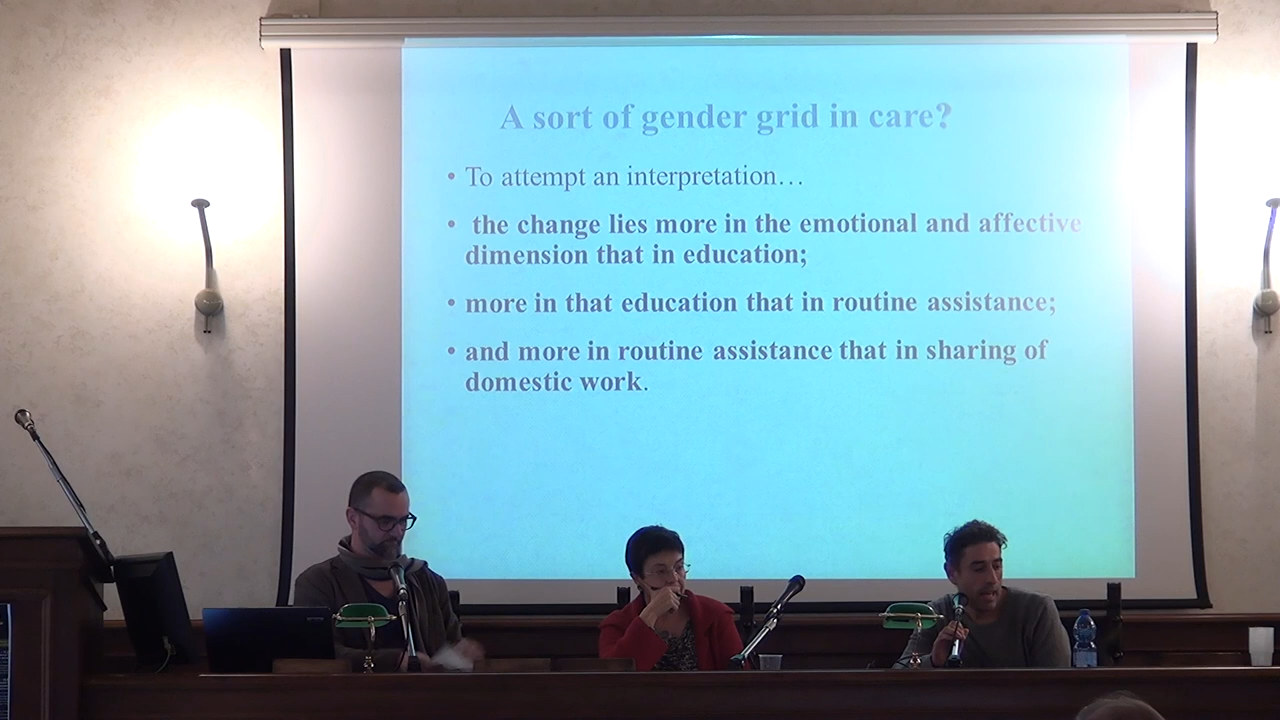 A sort of gender grid in care?
• To attempt an interpretation…
• the change lies more in the emotional and affective
dimension that in education;
• more in that education that in routine assistance;
• and more in routine assistance that in sharing of
domestic work.